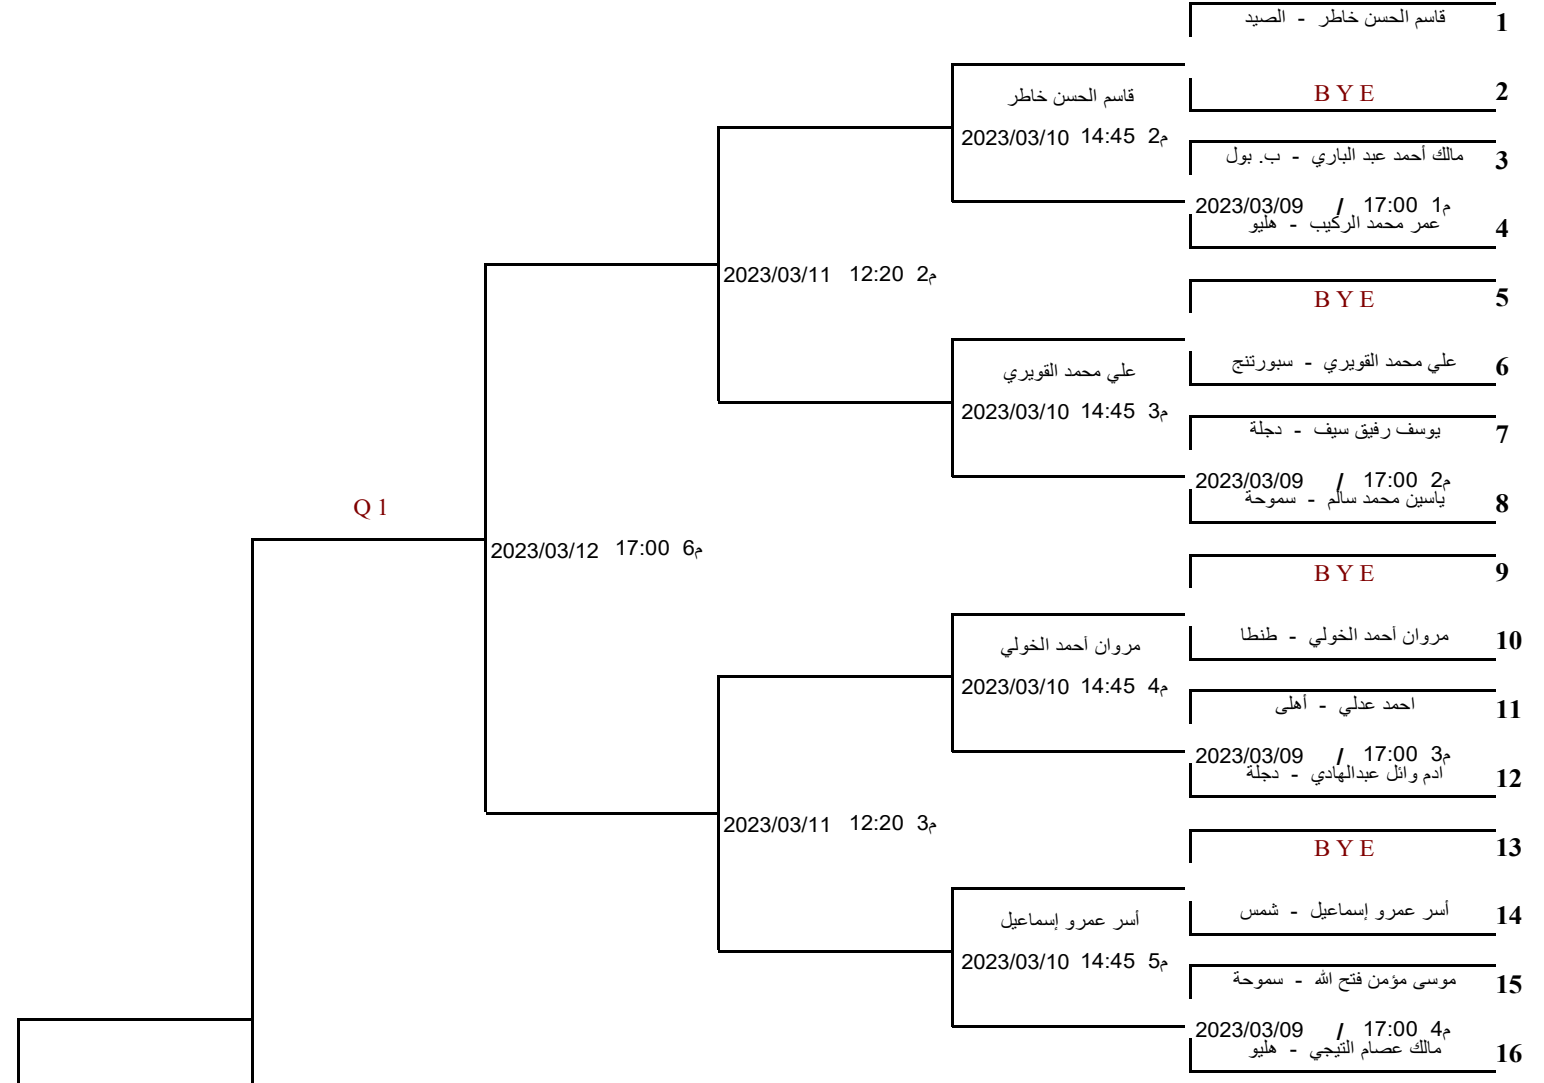 قاسم الحسن خاطر - الصيد 1
B Y E 2
قاسم الحسن خاطر
2023/03/10 14:45 م2
مالك أحمد عبد الباري - ب. بول 3
2023/03/09 / 17:00 م1
عمر محمد الركيب - هليو 4
2023/03/11 12:20 م2
B Y E 5
علي محمد القويري - سبورتنج 6
علي محمد القويري
2023/03/10 14:45 م3
يوسف رفيق سيف - دجلة 7
2023/03/09 / 17:00 م2
ياسين محمد سالم - سموحة 8
Q 1
2023/03/12 17:00 م6
B Y E 9
مروان أحمد الخولي - طنطا 10
مروان أحمد الخولي
2023/03/10 14:45 م4
احمد عدلي - أهلى 11
2023/03/09 / 17:00 م3
ادم وائل عبدالهادي - دجلة 12
2023/03/11 12:20 م3
B Y E 13
أسر عمرو إسماعيل - شمس 14
أسر عمرو إسماعيل
2023/03/10 14:45 م5
موسى مؤمن فتح الله - سموحة 15
2023/03/09 / 17:00 م4
مالك عصام التيجي - هليو 16